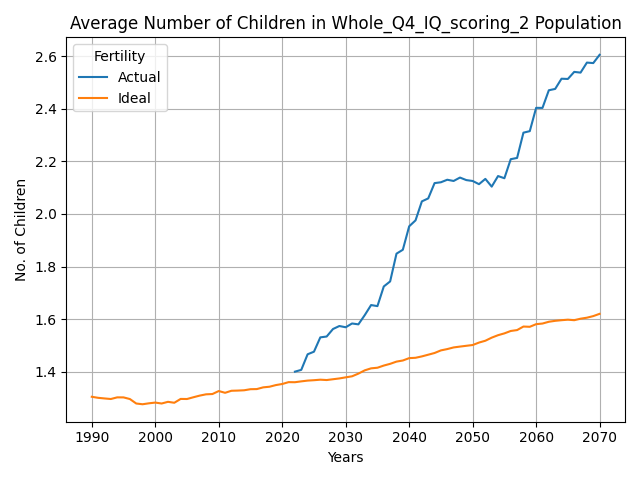 Average Number of Children in Whole_Q4_IQ_scoring_2 Population
Fertility
Actual
Ideal
No. of Children
2.6
2.4
2.2
2.0
1.8
1.6
1.4
1990 2000 2010 2020 2030 2040 2050 2060 2070
Years